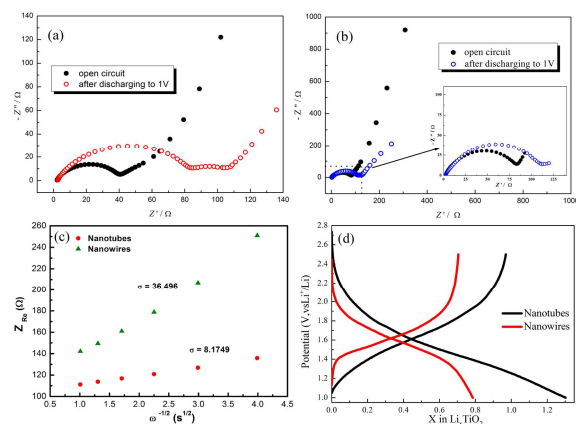 (a)
open circuit
after discharging to 1V
- Z'' / Ω
140
120
100
80
60
40
20
0
0 20 40 60 80 100 120 140
Z' / Ω
(b)
open circuit
after discharging to 1V
- Z'' / Ω
1000
800
600
400
200
0
0 200 400 600 800 1000
Z' / Ω
- Z'' / Ω
100
75
50
25
0
0 25 50 75 100 125
Z' / Ω
(c)
Nanotubes
Nanowires
σ = 36.496
σ = 8.1749
Z Re (Ω)
260
240
220
200
180
160
140
120
100
0.5 1.0 1.5 2.0 2.5 3.0 3.5 4.0 4.5
ω-1/2 (s1/2)
(d)
Nanotubes
Nanowires
Potential (V,vsLi+/Li)
2.8
2.6
2.4
2.2
2.0
1.8
1.6
1.4
1.2
1.0
0.0 0.2 0.4 0.6 0.8 1.0 1.2
X in LixTiO2